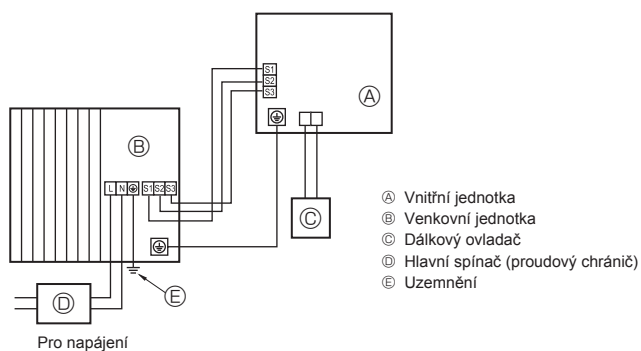 S1
S2
S3
Ⓐ
Ⓑ
L N S1 S2 S3
Ⓒ
Ⓓ
Ⓔ
Pro napájení
Ⓐ Vnitřní jednotka
Ⓑ Venkovní jednotka
Ⓒ Dálkový ovladač
Ⓓ Hlavní spínač (proudový chránič)
Ⓔ Uzemnění